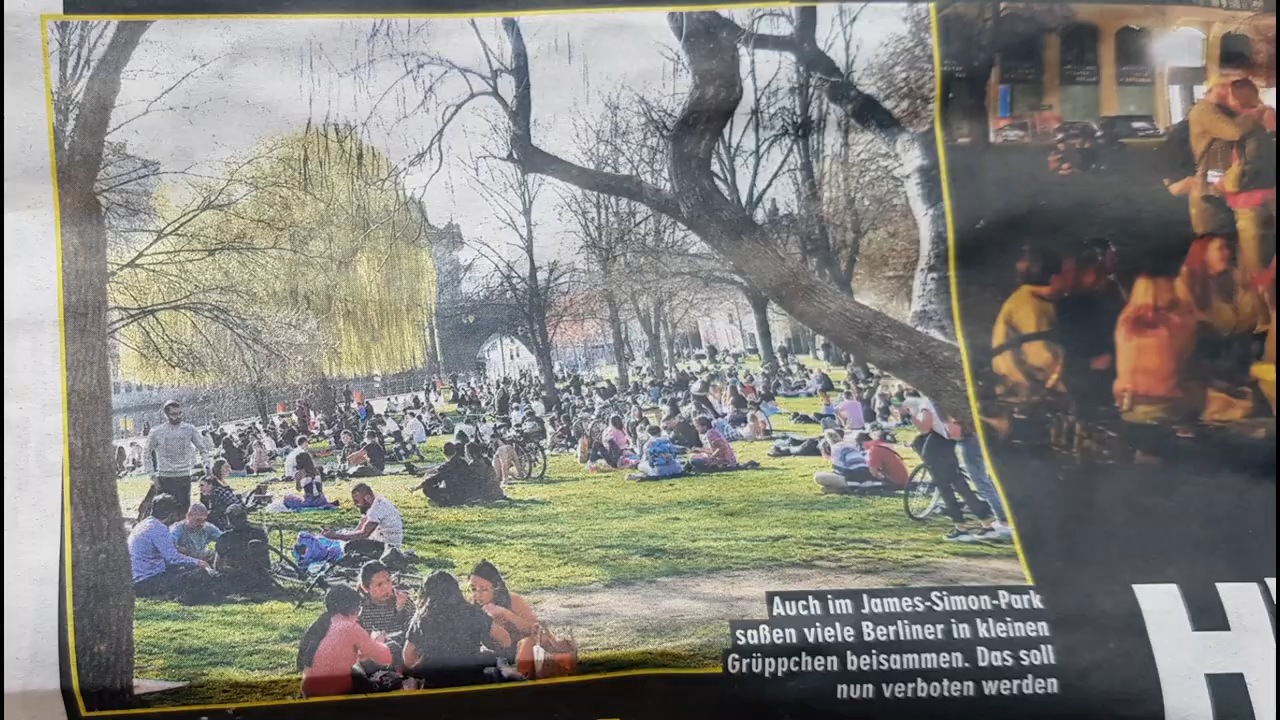 Auch im James-Simon-Park
saßen viele Berliner in kleinen
Grüppchen beisammen. Das soll
nun verboten werden
H